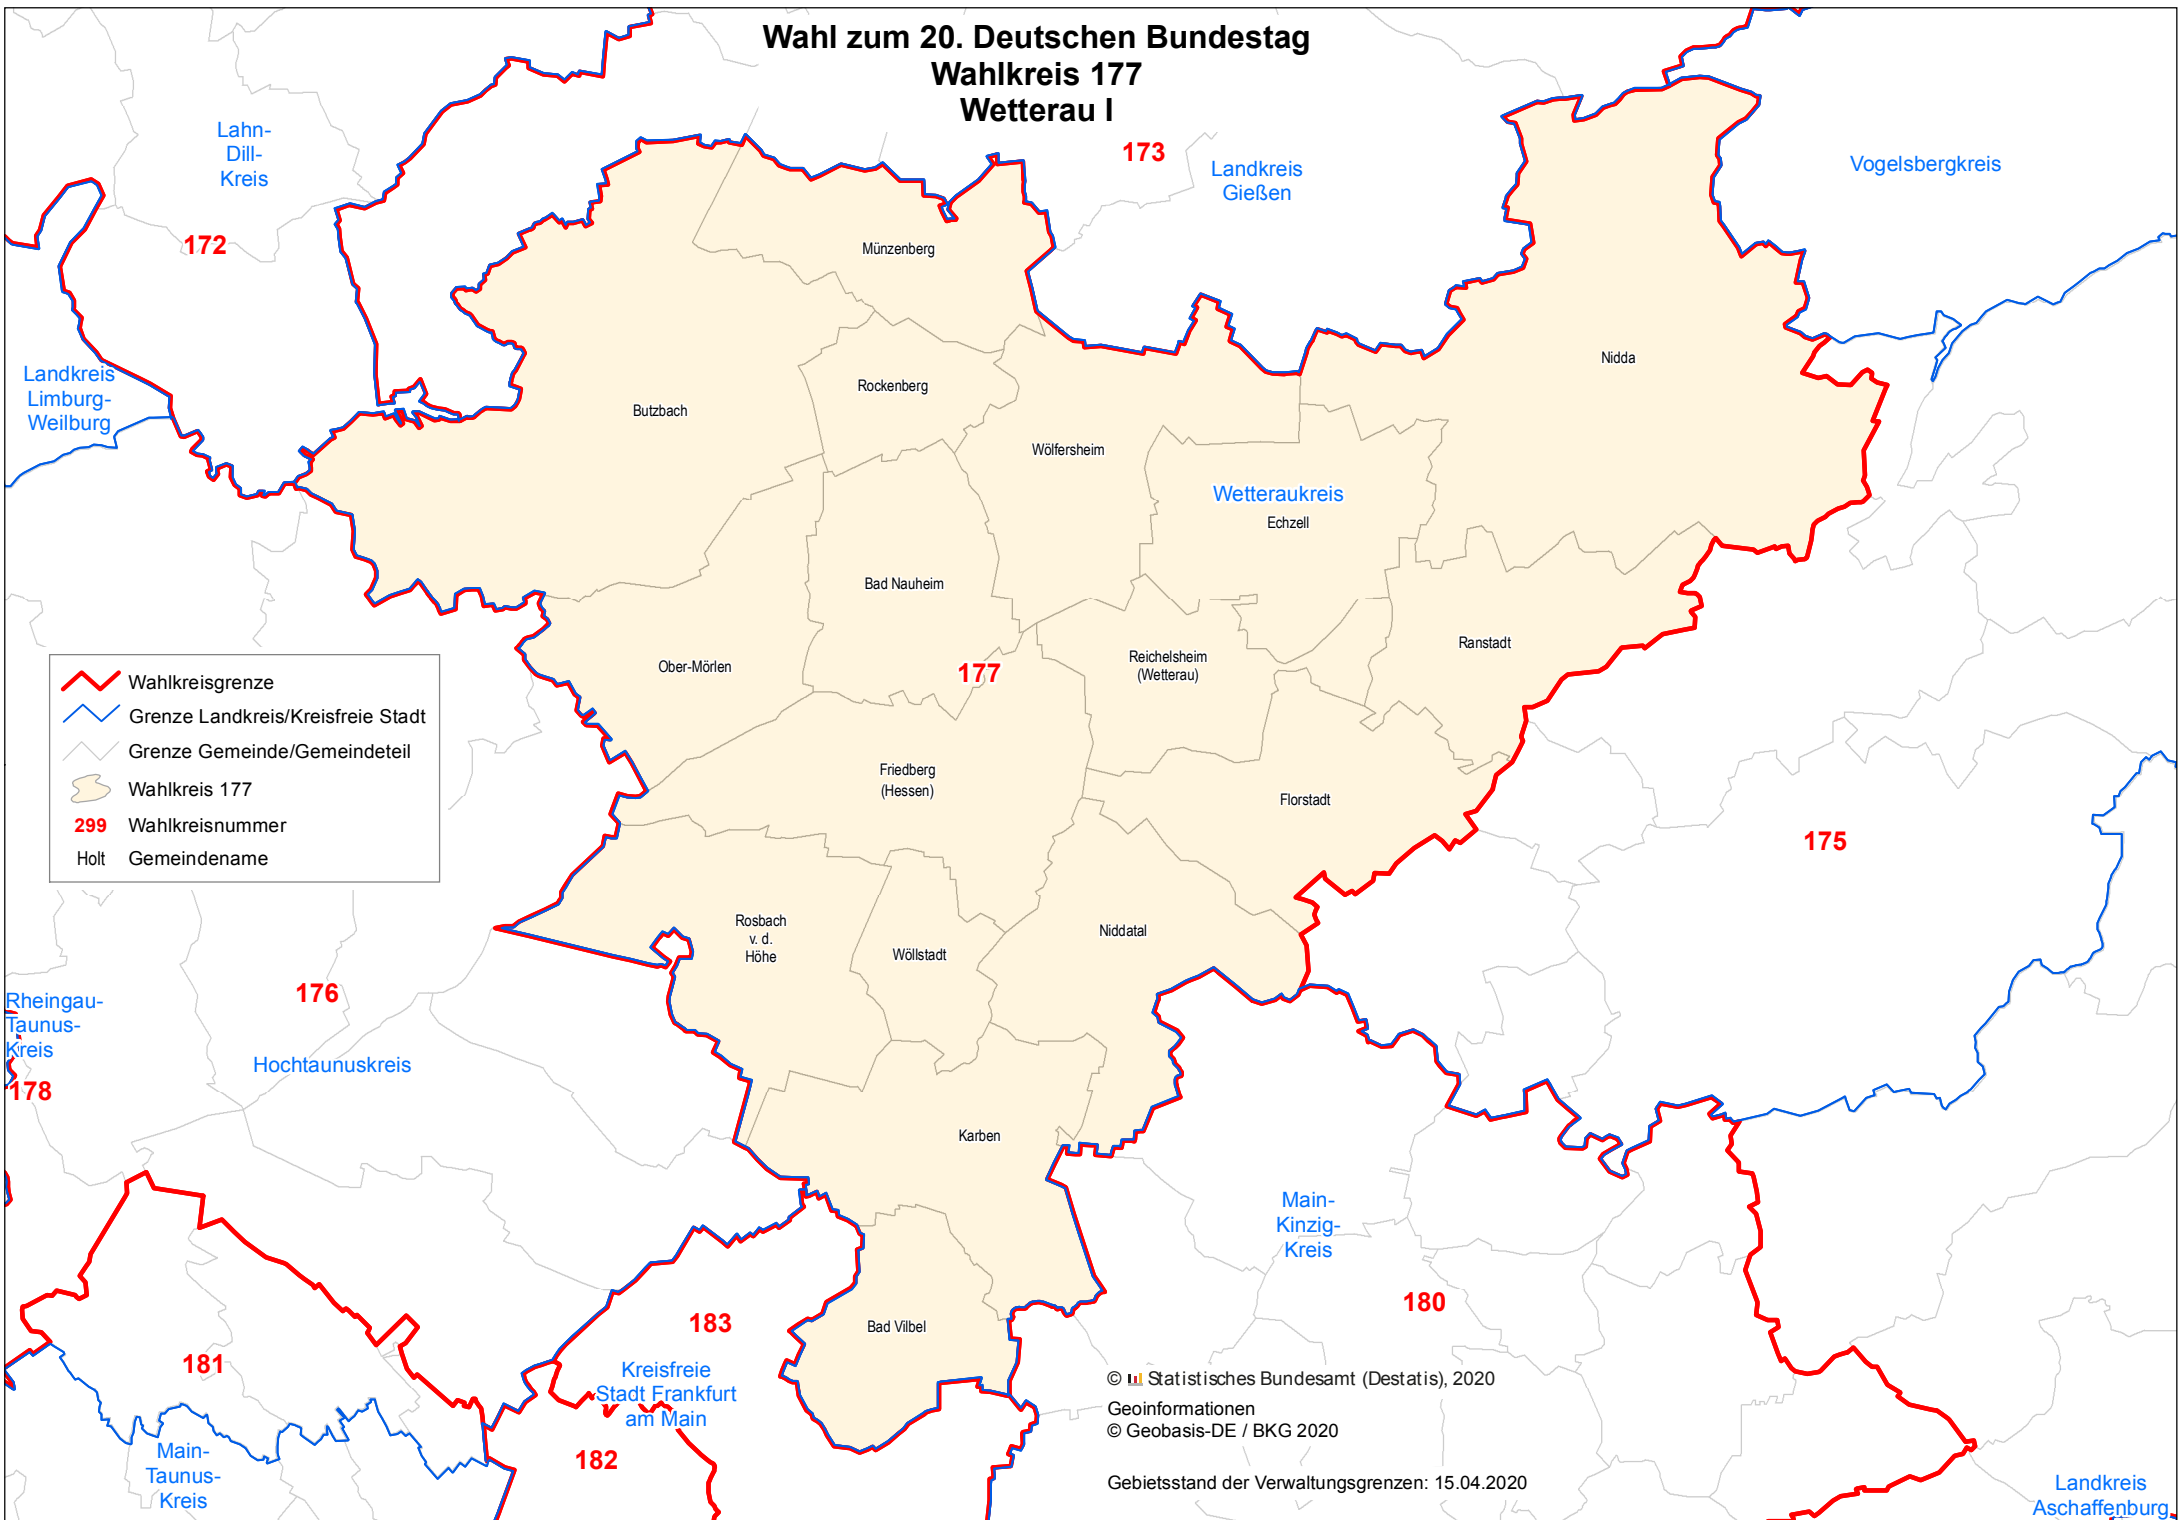 Wahl zum 20. Deutschen Bundestag
Wahlkreis 177
Wetterau I
Lahn-
Dill-
Kreis
173
Landkreis
Gießen
Vogelsbergkreis
172
Münzenberg
Nidda
Landkreis
Limburg-
Weilburg
Rockenberg
Butzbach
Wölfersheim
Wetteraukreis
Echzell
Bad Nauheim
Ober-Mörlen
177
Reichelsheim
(Wetterau)
Ranstadt
Wahlkreisgrenze
Grenze Landkreis/Kreisfreie Stadt
Grenze Gemeinde/Gemeindeteil
Wahlkreis 177
299 Wahlkreisnummer
Holt Gemeindename
Friedberg
(Hessen)
Florstadt
175
Rosbach
v. d.
Höhe
Wöllstadt
Niddatal
176
Rheingau-
Taunus-
Kreis
Hochtaunuskreis
178
Karben
Main-
Kinzig-
Kreis
180
183
Bad Vilbel
181
Kreisfreie
Stadt Frankfurt
am Main
182
Main-
Taunus-
Kreis
© Statistisches Bundesamt (Destatis), 2020
Geoinformationen
© Geobasis-DE / BKG 2020
Gebietsstand der Verwaltungsgrenzen: 15.04.2020
Landkreis
Aschaffenburg